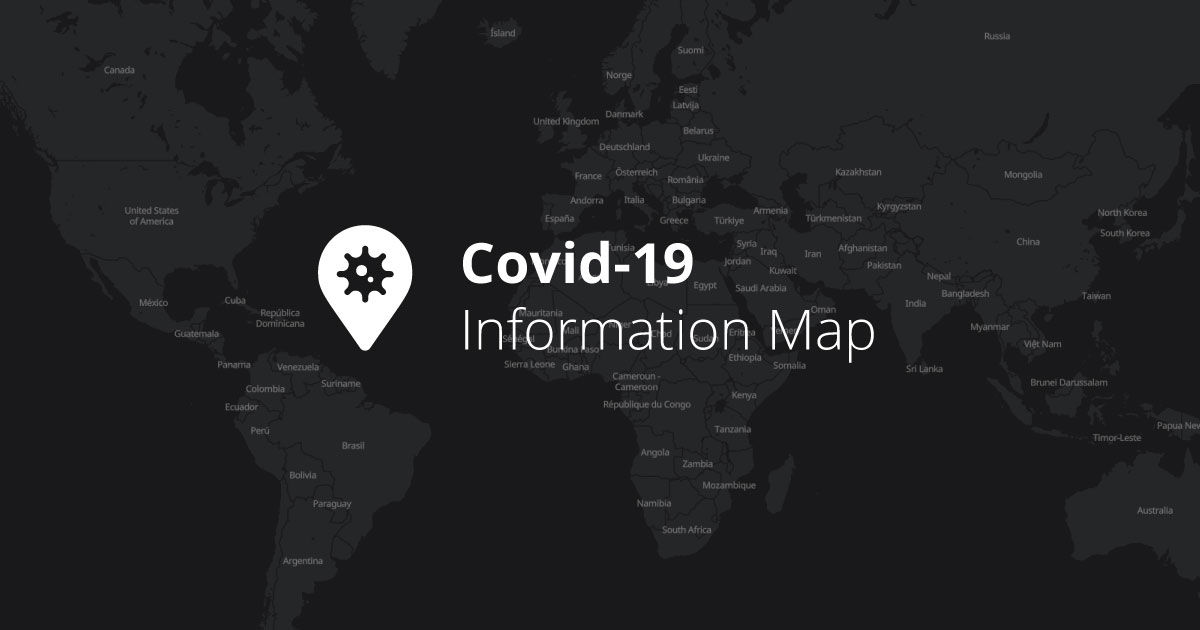 Ísland
Russia
Suomi
Canada
Norge
Eesti
Latvija
Danmark
United Kingdom
Belarus
Deutschland
Ukraine
Österreich
France
România
Kazakhstan
Mongolia
Andorra
Italia
Bulgaria
Kyrgyzstan
United States
of America
España
Greece
Türkiye
Armenia
Türkmenistan
North Korea
South Korea
China
Tunisia
Syria
Iraq
Iran
Afghanistan
Jordan
Pakistan
Covid-19
Kuwait
Nepal
Egypt
Saudi Arabia
Bangladesh
Taiwan
México
Cuba
India
República
Dominicana
Mauritania
Oman
Myanmar
Guatemala
Mali
Niger
Chad
Sudan
Eritrea
Yemen
Information Map
Sénégal
Việt Nam
Burkina Faso
Ethiopia
Panama
Venezuela
Sierra Leone
Ghana
Somalia
Sri Lanka
Cameroun -
Cameroon
Suriname
Brunei Darussalam
Colombia
Kenya
Ecuador
République du Congo
Perú
Tanzania
Papua New
Timor-Leste
Brasil
Angola
Zambia
Bolivia
Mozambique
Paraguay
Namibia
Australia
South Africa
Argentina